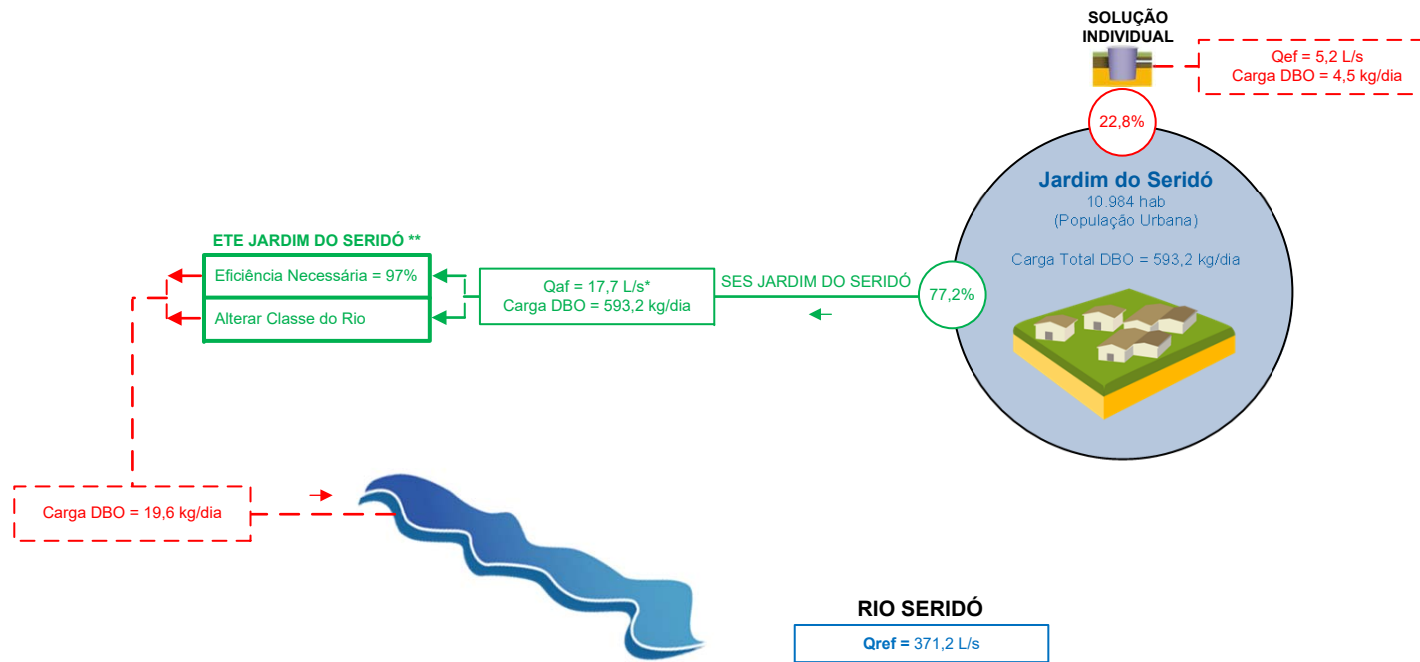 SOLUÇÃO
INDIVIDUAL
Qef = 5,2 L/s
Carga DBO = 4,5 kg/dia
22,8%
Jardim do Seridó
10.984 hab
(População Urbana)
Carga Total DBO = 593,2 kg/dia
77,2%
SES JARDIM DO SERIDÓ
Qaf = 17,7 L/s*
Carga DBO = 593,2 kg/dia
ETE JARDIM DO SERIDÓ **
Eficiência Necessária = 97%
Alterar Classe do Rio
Carga DBO = 19,6 kg/dia
RIO SERIDÓ
Qref = 371,2 L/s